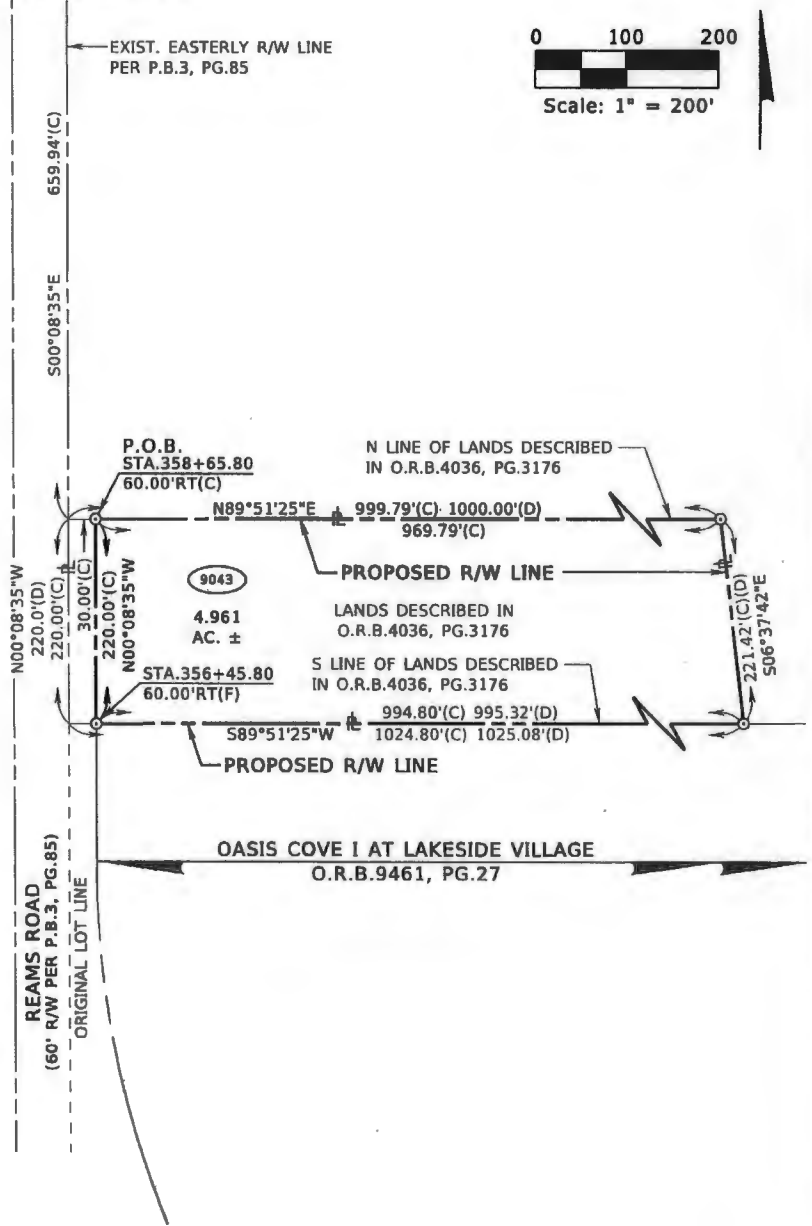 EXIST. EASTERLY R/W LINE
PER P.B.3, PG.85
0 100 200
Scale: 1" = 200'
659.94'(C)
S00°08'35"E
P.O.B.
STA.358+65.80
60.00'RT(C)
N LINE OF LANDS DESCRIBED
IN O.R.B.4036, PG.3176
N89°51'25"E 999.79'(C) 1000.00'(D)
969.79'(C)
PROPOSED R/W LINE
N00°08'35"W
220.0'(D)
220.00'(C)
30.00'(C)
220.00'(C)
N00°08'35"W
9043
4.961
AC. ±
LANDS DESCRIBED IN
O.R.B.4036, PG.3176
221.42'(C)(D)
S06°37'42"E
STA.356+45.80
60.00'RT(F)
S LINE OF LANDS DESCRIBED
IN O.R.B.4036, PG.3176
994.80'(C) 995.32'(D)
S89°51'25"W 1024.80'(C) 1025.08'(D)
PROPOSED R/W LINE
OASIS COVE I AT LAKESIDE VILLAGE
O.R.B.9461, PG.27
REAMS ROAD
(60' R/W PER P.B.3, PG.85)
ORIGINAL LOT LINE